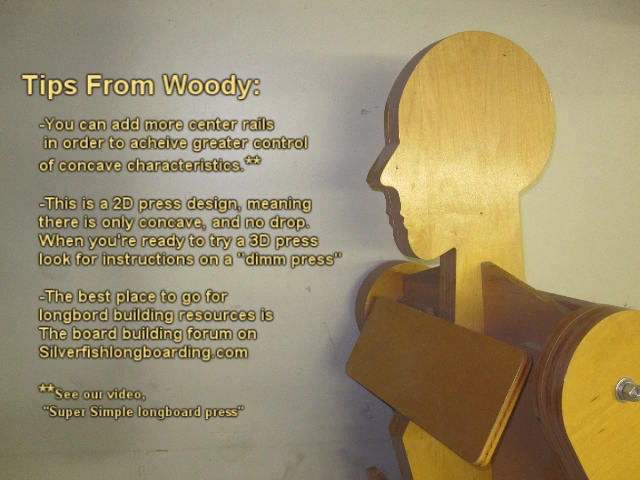 Tips From Woody:
-You can add more center rails
in order to acheive greater control
of concave characteristics.**
-This is a 2D press design, meaning
there is only concave, and no drop.
When you're ready to try a 3D press
look for instructions on a "dimm press"
-The best place to go for
longbord building resources is
The board building forum on
Silverfishlongboarding.com
**See our video,
"Super Simple longboard press"